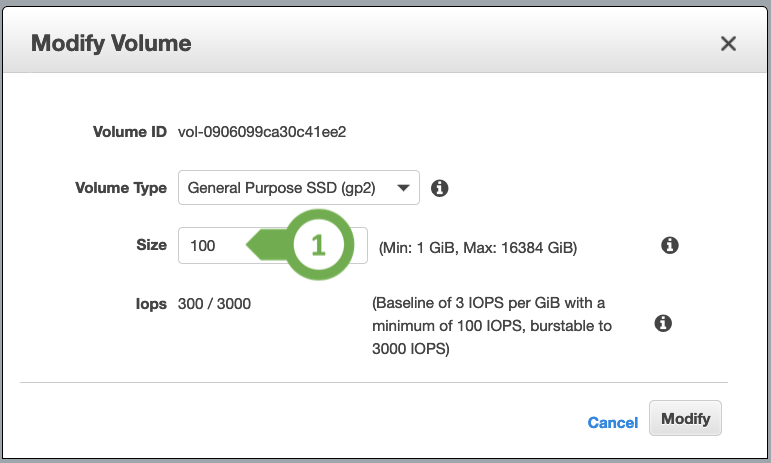 Modify Volume
Volume ID vol-0906099ca30c41ee2
Volume Type General Purpose SSD (gp2)
Size 100 1 (Min: 1 GiB, Max: 16384 GiB)
Iops 300 / 3000 (Baseline of 3 IOPS per GiB with a
minimum of 100 IOPS, burstable to
3000 IOPS)
Cancel Modify